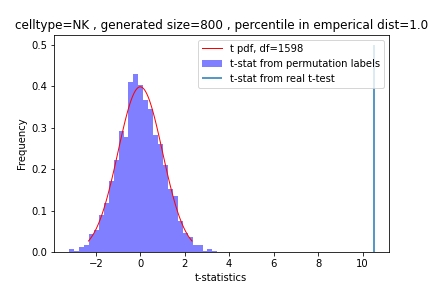 celltype=NK , generated size=800 , percentile in emperical dist=1.0
t pdf, df=1598
t-stat from permutation labels
t-stat from real t-test
Frequency
0.5
0.4
0.3
0.2
0.1
0.0
−2
0
2
4
6
8
10
t-statistics